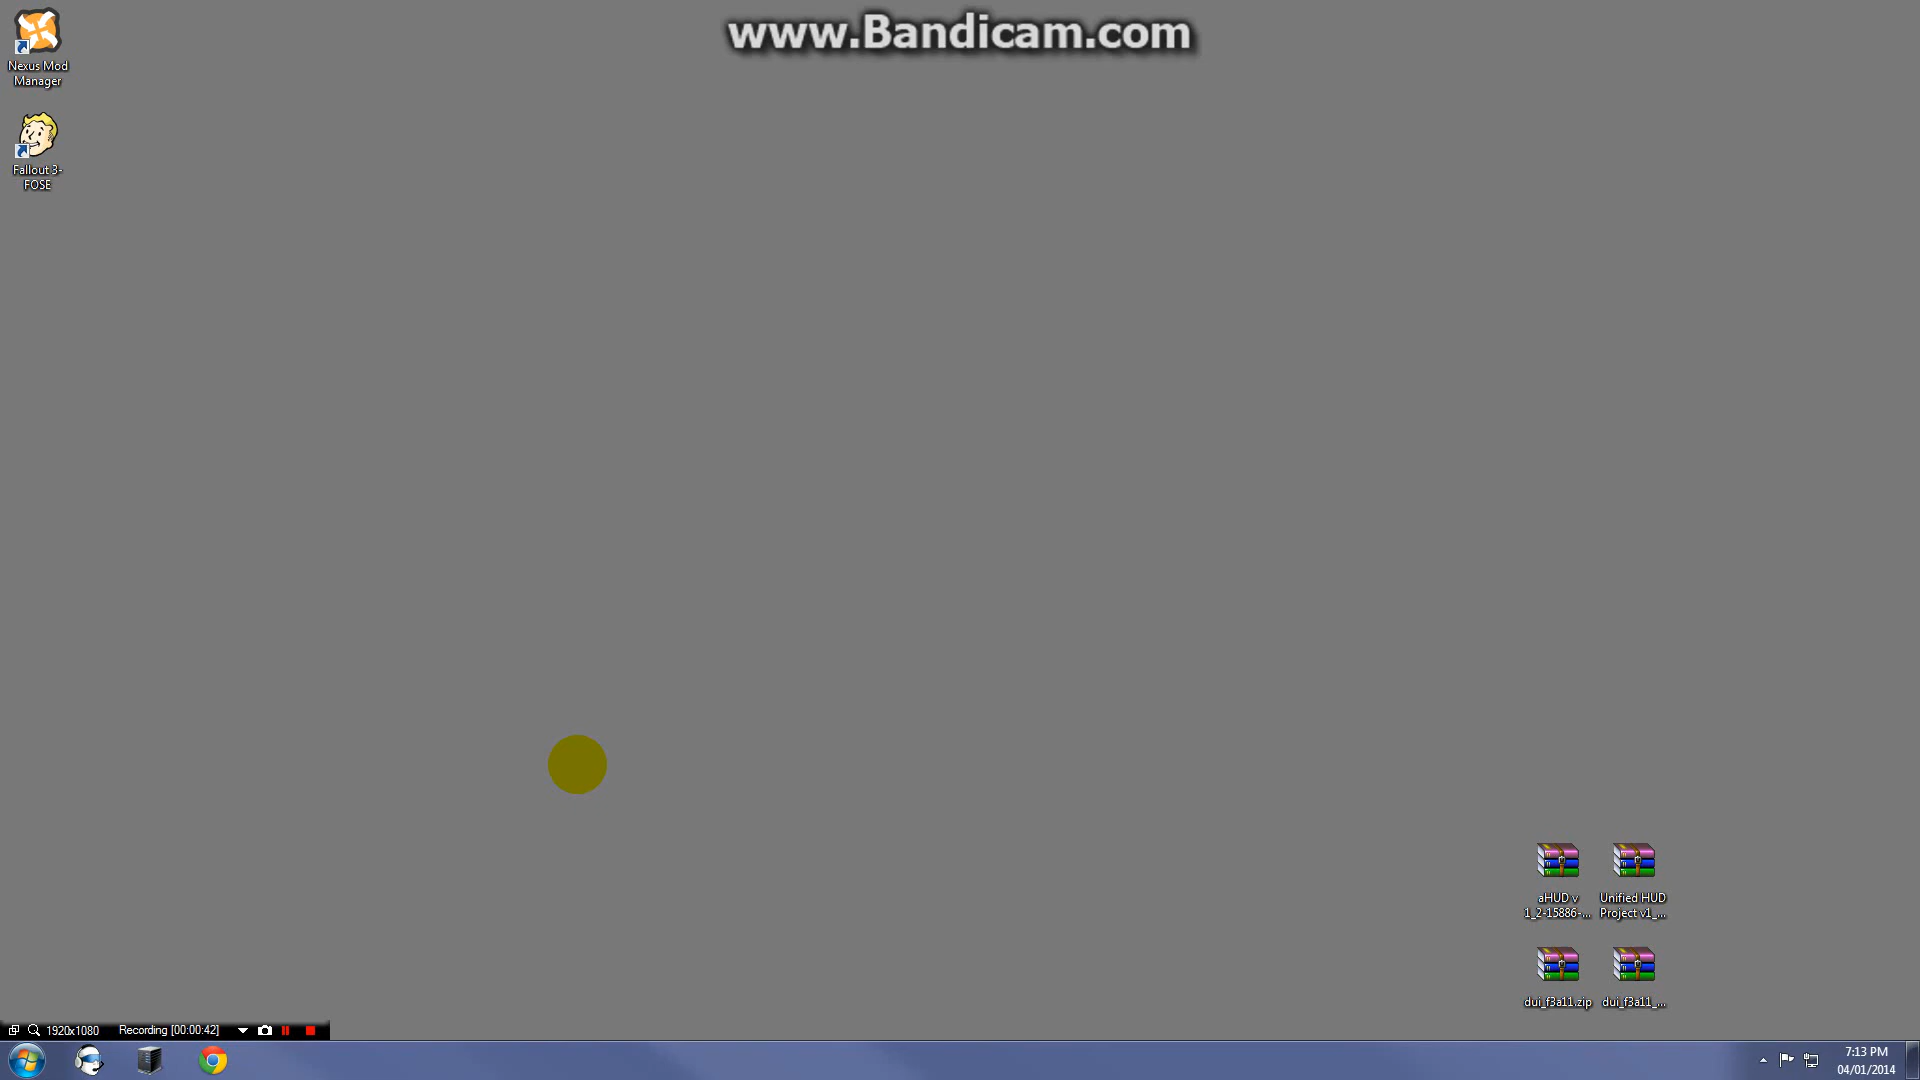 www.Bandicam.com
Nexus Mod
Manager
Fallout 3-
FOSE
aHUD v
1_2-15886-...
Unified HUD
Project v1_...
dui_f3a11.zip
dui_f3a11_...
1920x1080
Recording [00:00:42]
7:13 PM
04/01/2014